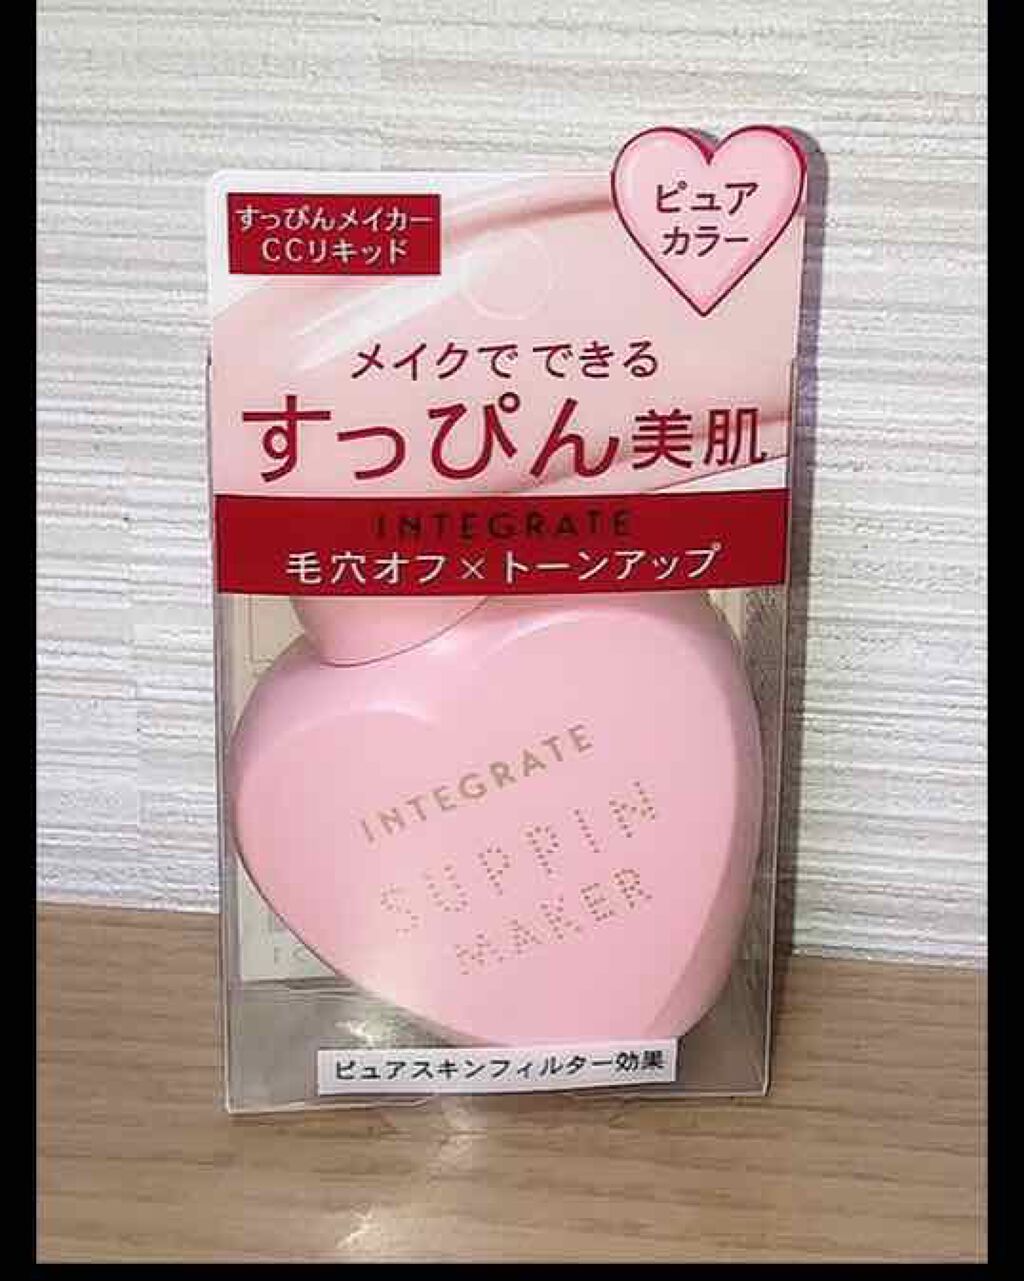 すっぴんメイカー
CCリキッド
ピュア
カラー
メイクで できる
すっぴん美肌
INTEGRATE
毛穴オフ×トーンアップ
INTEGRATE
SUPPIN
MAKER
ピュアスキンフィルター効果